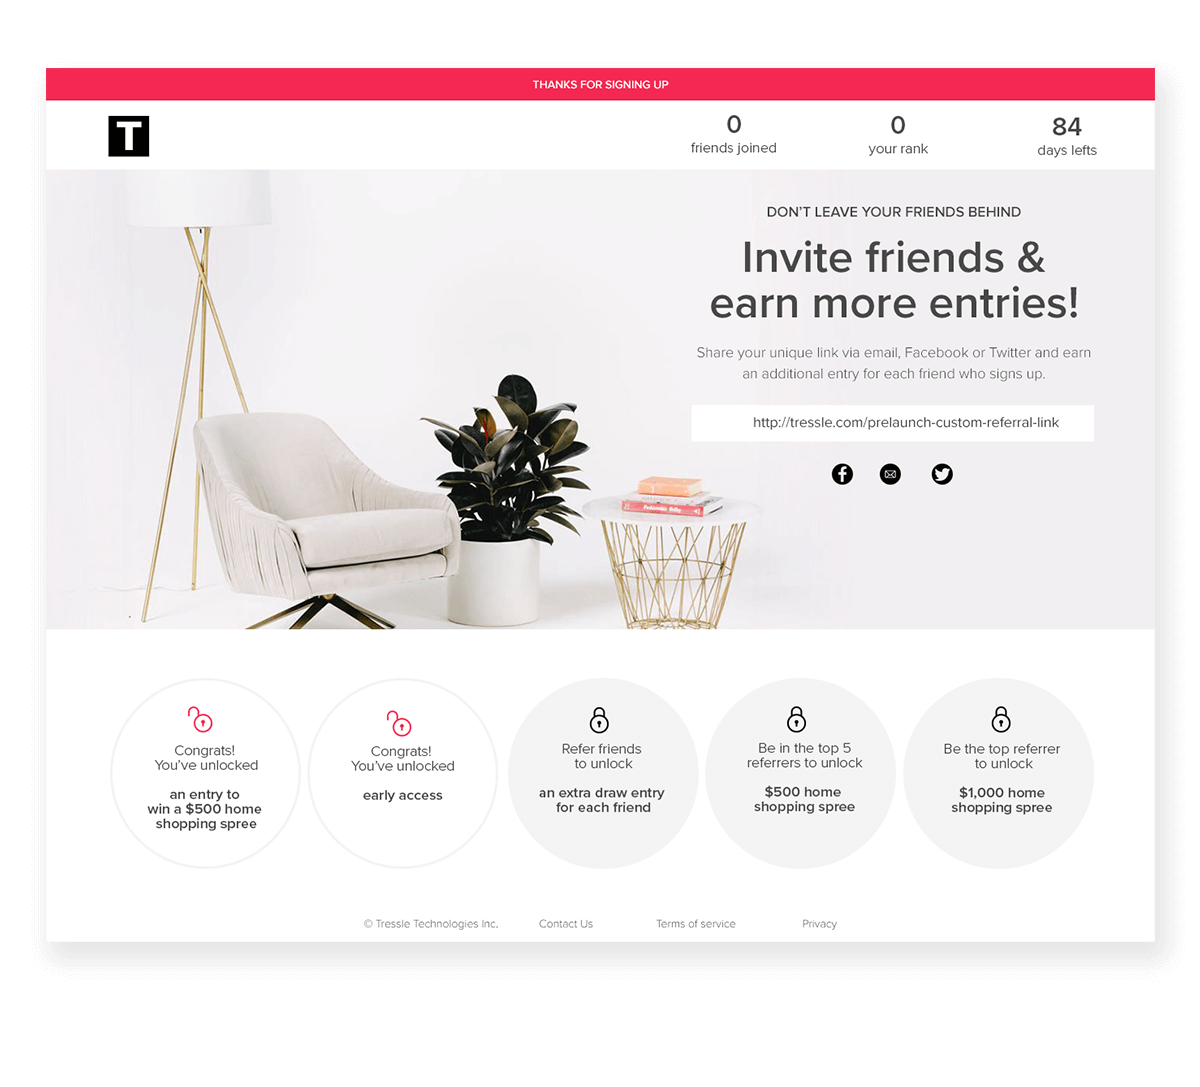 THANKS FOR SIGNING UP
T
0
friends joined
0
your rank
84
days lefts
DON'T LEAVE YOUR FRIENDS BEHIND
Invite friends &
earn more entries!
Share your unique link via email, Facebook or Twitter and earn
an additional entry for each friend who signs up.
http://tressle.com/prelaunch-custom-referral-link
Congrats!
You've unlocked
an entry to
win a $500 home
shopping spree
Congrats!
You've unlocked
early access
Refer friends
to unlock
an extra draw entry
for each friend
Be in the top 5
referrers to unlock
$500 home
shopping spree
Be the top referrer
to unlock
$1,000 home
shopping spree
© Tressle Technologies Inc.
Contact Us
Terms of service
Privacy